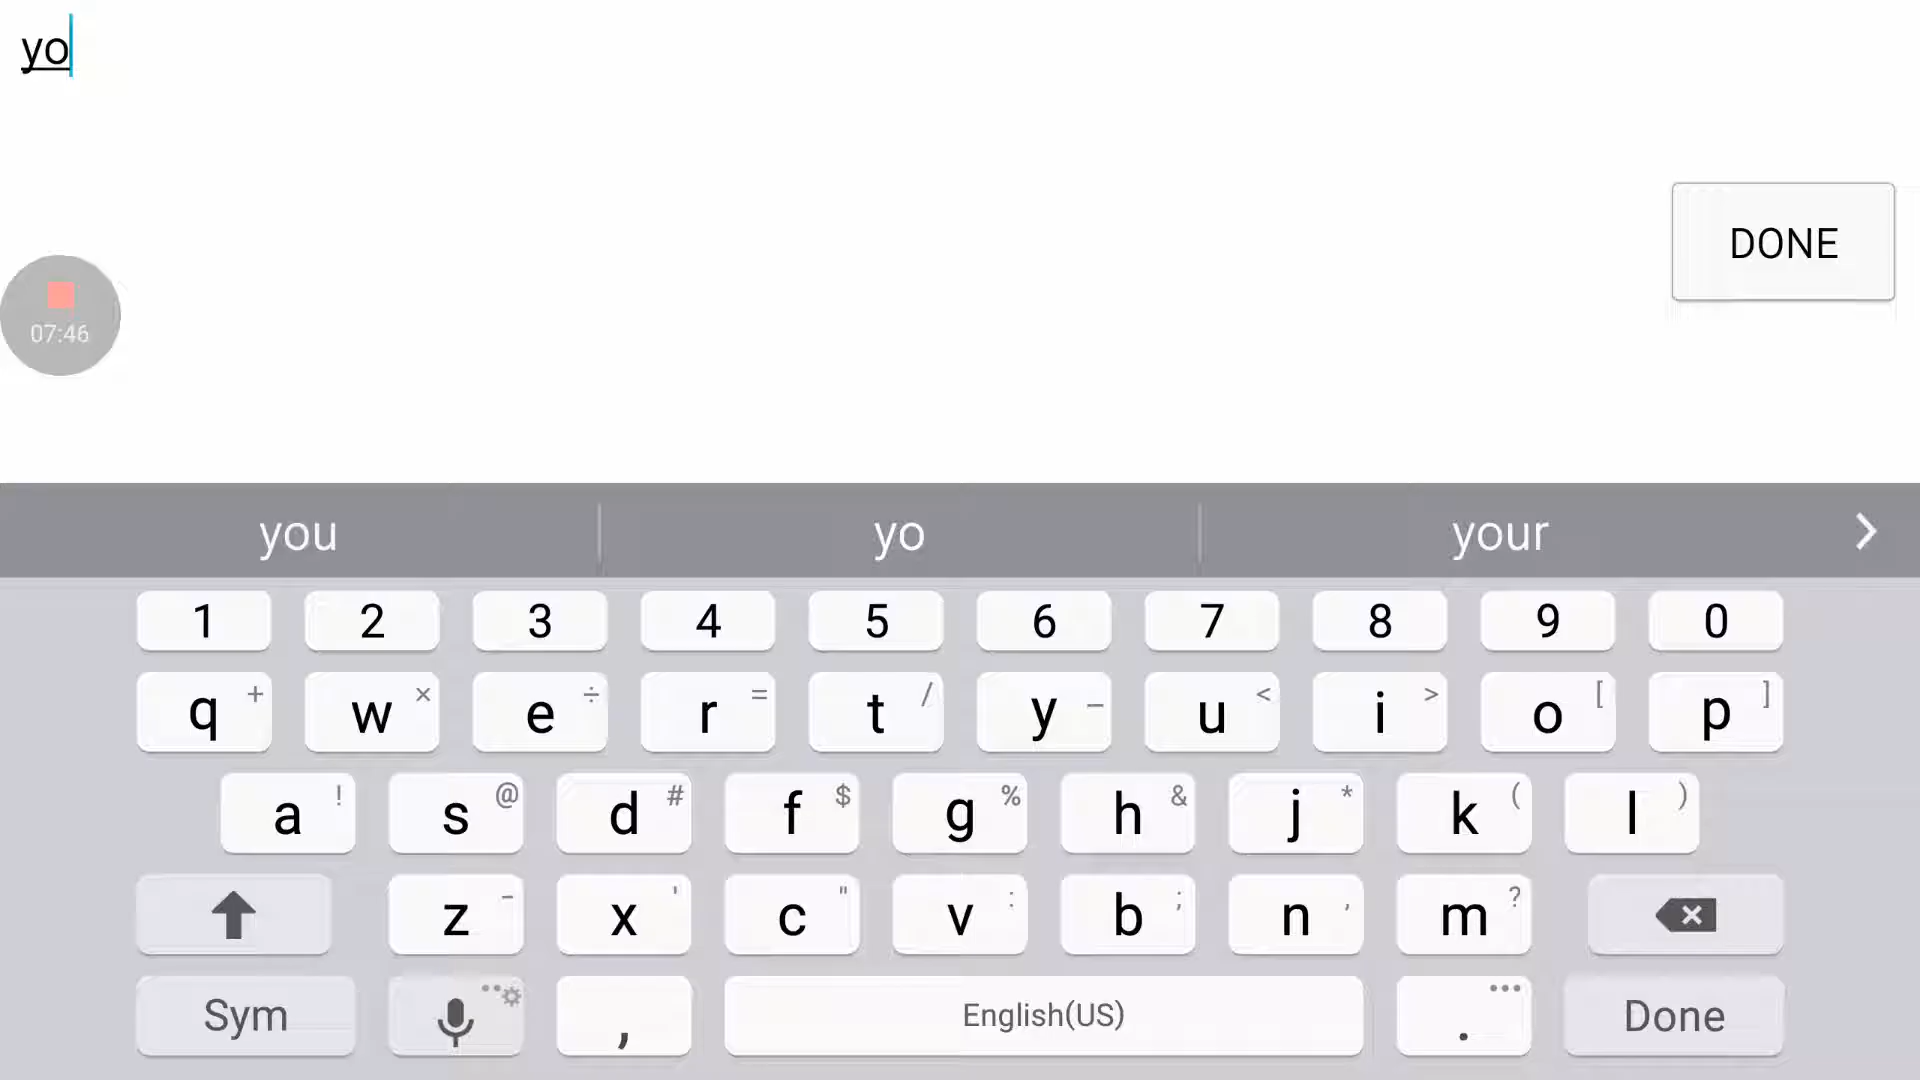 yo
DONE
07:46
you yo your
1 2 3 4 5 6 7 8 9 0
q + w × e ÷ r = t / y _ u < i > o [ p ]
a ! s @ d # f $ g % h & j * k ( l )
z - x ' c " v : b ; n , m ?
Sym , English(US) . Done